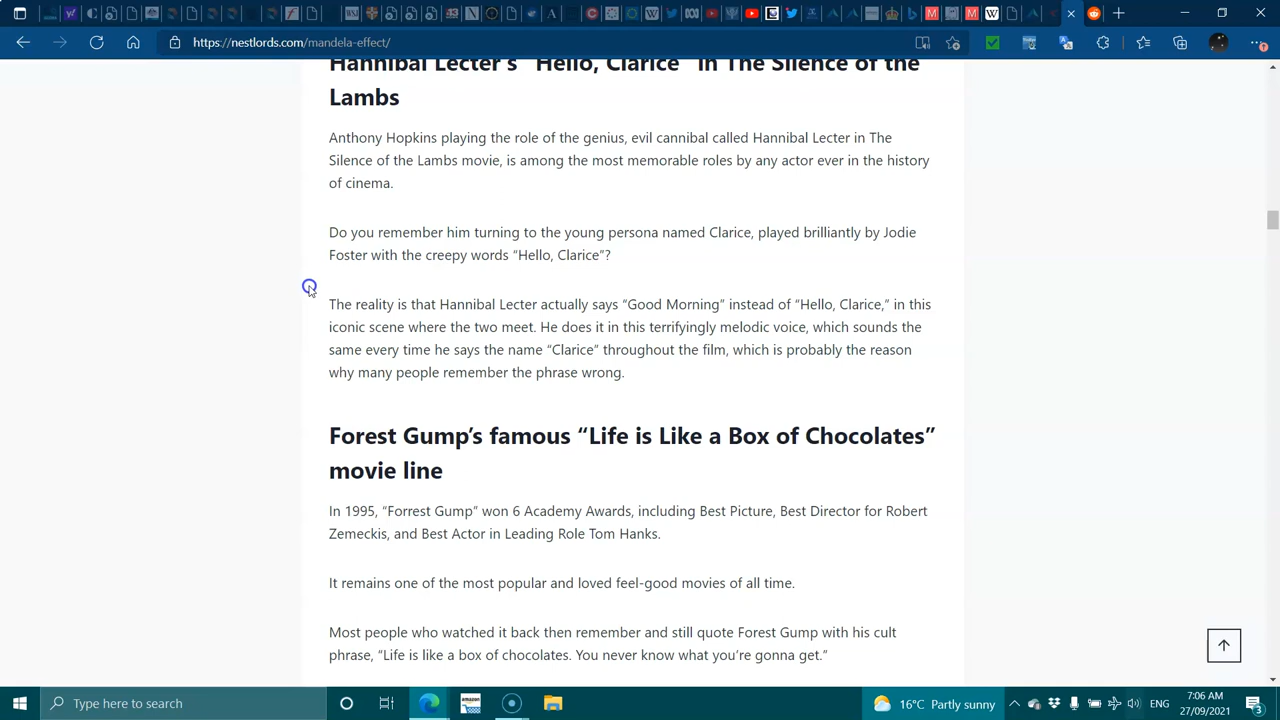 https://nestlords.com/mandela-effect/
Hannibal Lecter's "Hello, Clarice" in The Silence of the
Lambs
Anthony Hopkins playing the role of the genius, evil cannibal called Hannibal Lecter in The
Silence of the Lambs movie, is among the most memorable roles by any actor ever in the history
of cinema.
Do you remember him turning to the young persona named Clarice, played brilliantly by Jodie
Foster with the creepy words “Hello, Clarice”?
The reality is that Hannibal Lecter actually says “Good Morning” instead of “Hello, Clarice,” in this
iconic scene where the two meet. He does it in this terrifyingly melodic voice, which sounds the
same every time he says the name “Clarice” throughout the film, which is probably the reason
why many people remember the phrase wrong.
Forest Gump’s famous “Life is Like a Box of Chocolates”
movie line
In 1995, “Forrest Gump” won 6 Academy Awards, including Best Picture, Best Director for Robert
Zemeckis, and Best Actor in Leading Role Tom Hanks.
It remains one of the most popular and loved feel-good movies of all time.
Most people who watched it back then remember and still quote Forest Gump with his cult
phrase, “Life is like a box of chocolates. You never know what you’re gonna get.”
Type here to search
16°C Partly sunny
ENG
7:06 AM
27/09/2021
3